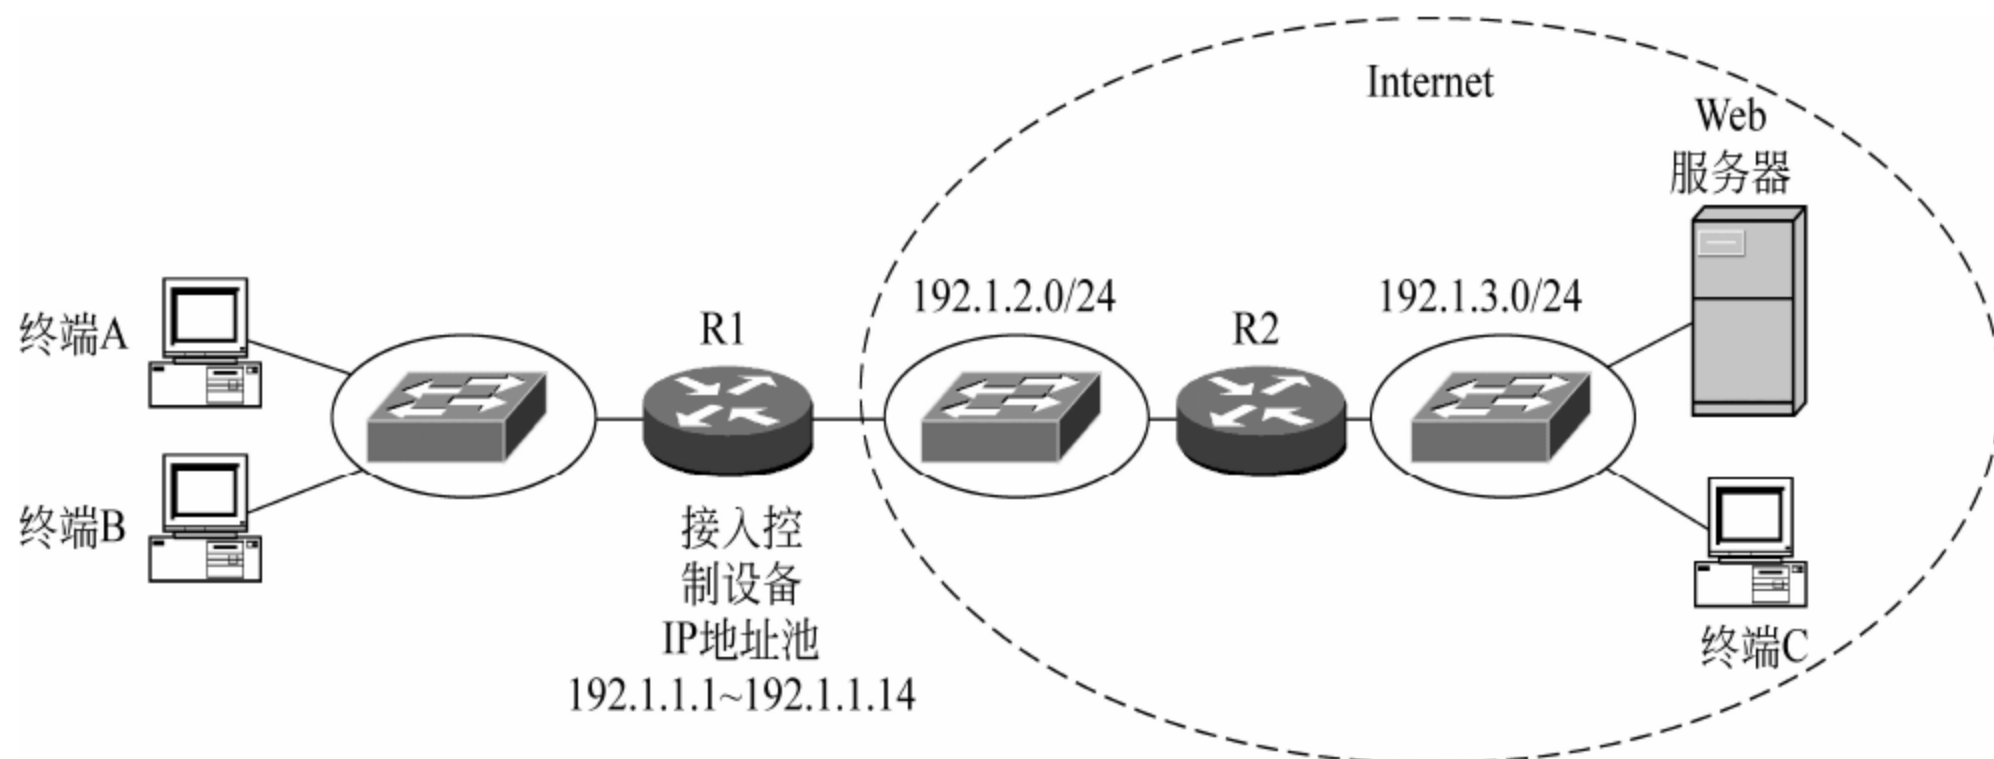 Internet
Web
服务器
192.1.2.0/24
192.1.3.0/24
终端A
R1
R2
终端B
接入控
制设备
IP地址池
192.1.1.1~192.1.1.14
终端C